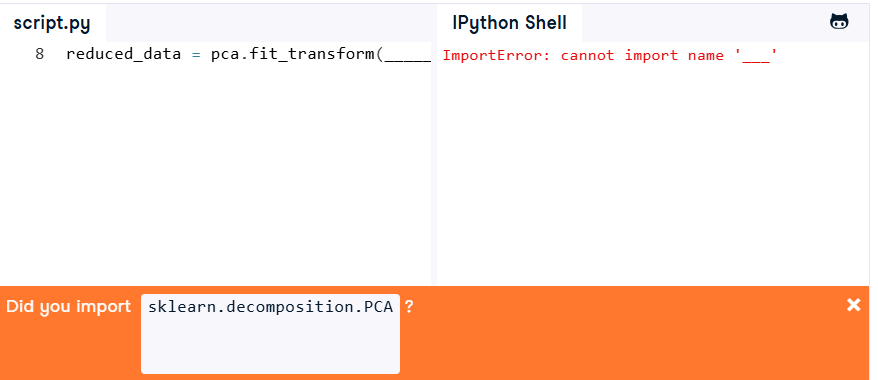 script.py
IPython Shell
8 reduced_data = pca.fit_transform(_____
ImportError: cannot import name '___'
Did you import sklearn.decomposition.PCA ?